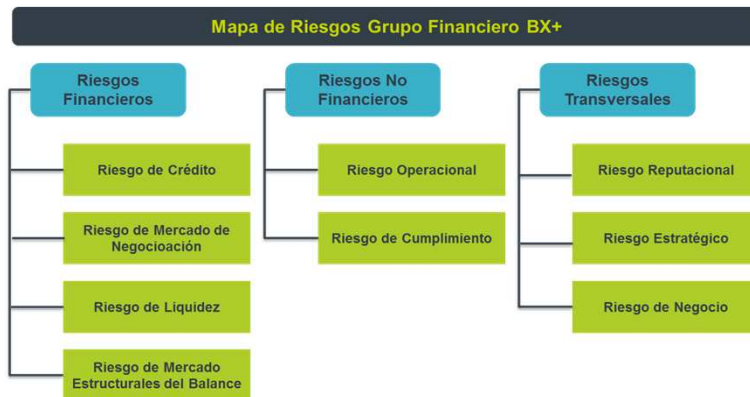 Mapa de Riesgos Grupo Financiero BX+
Riesgos
Financieros
Riesgo de Crédito
Riesgo de Mercado de
Negocioación
Riesgo de Liquidez
Riesgo de Mercado
Estructurales del Balance
Riesgos No
Financieros
Riesgo Operacional
Riesgo de Cumplimiento
Riesgos
Transversales
Riesgo Reputacional
Riesgo Estratégico
Riesgo de Negocio